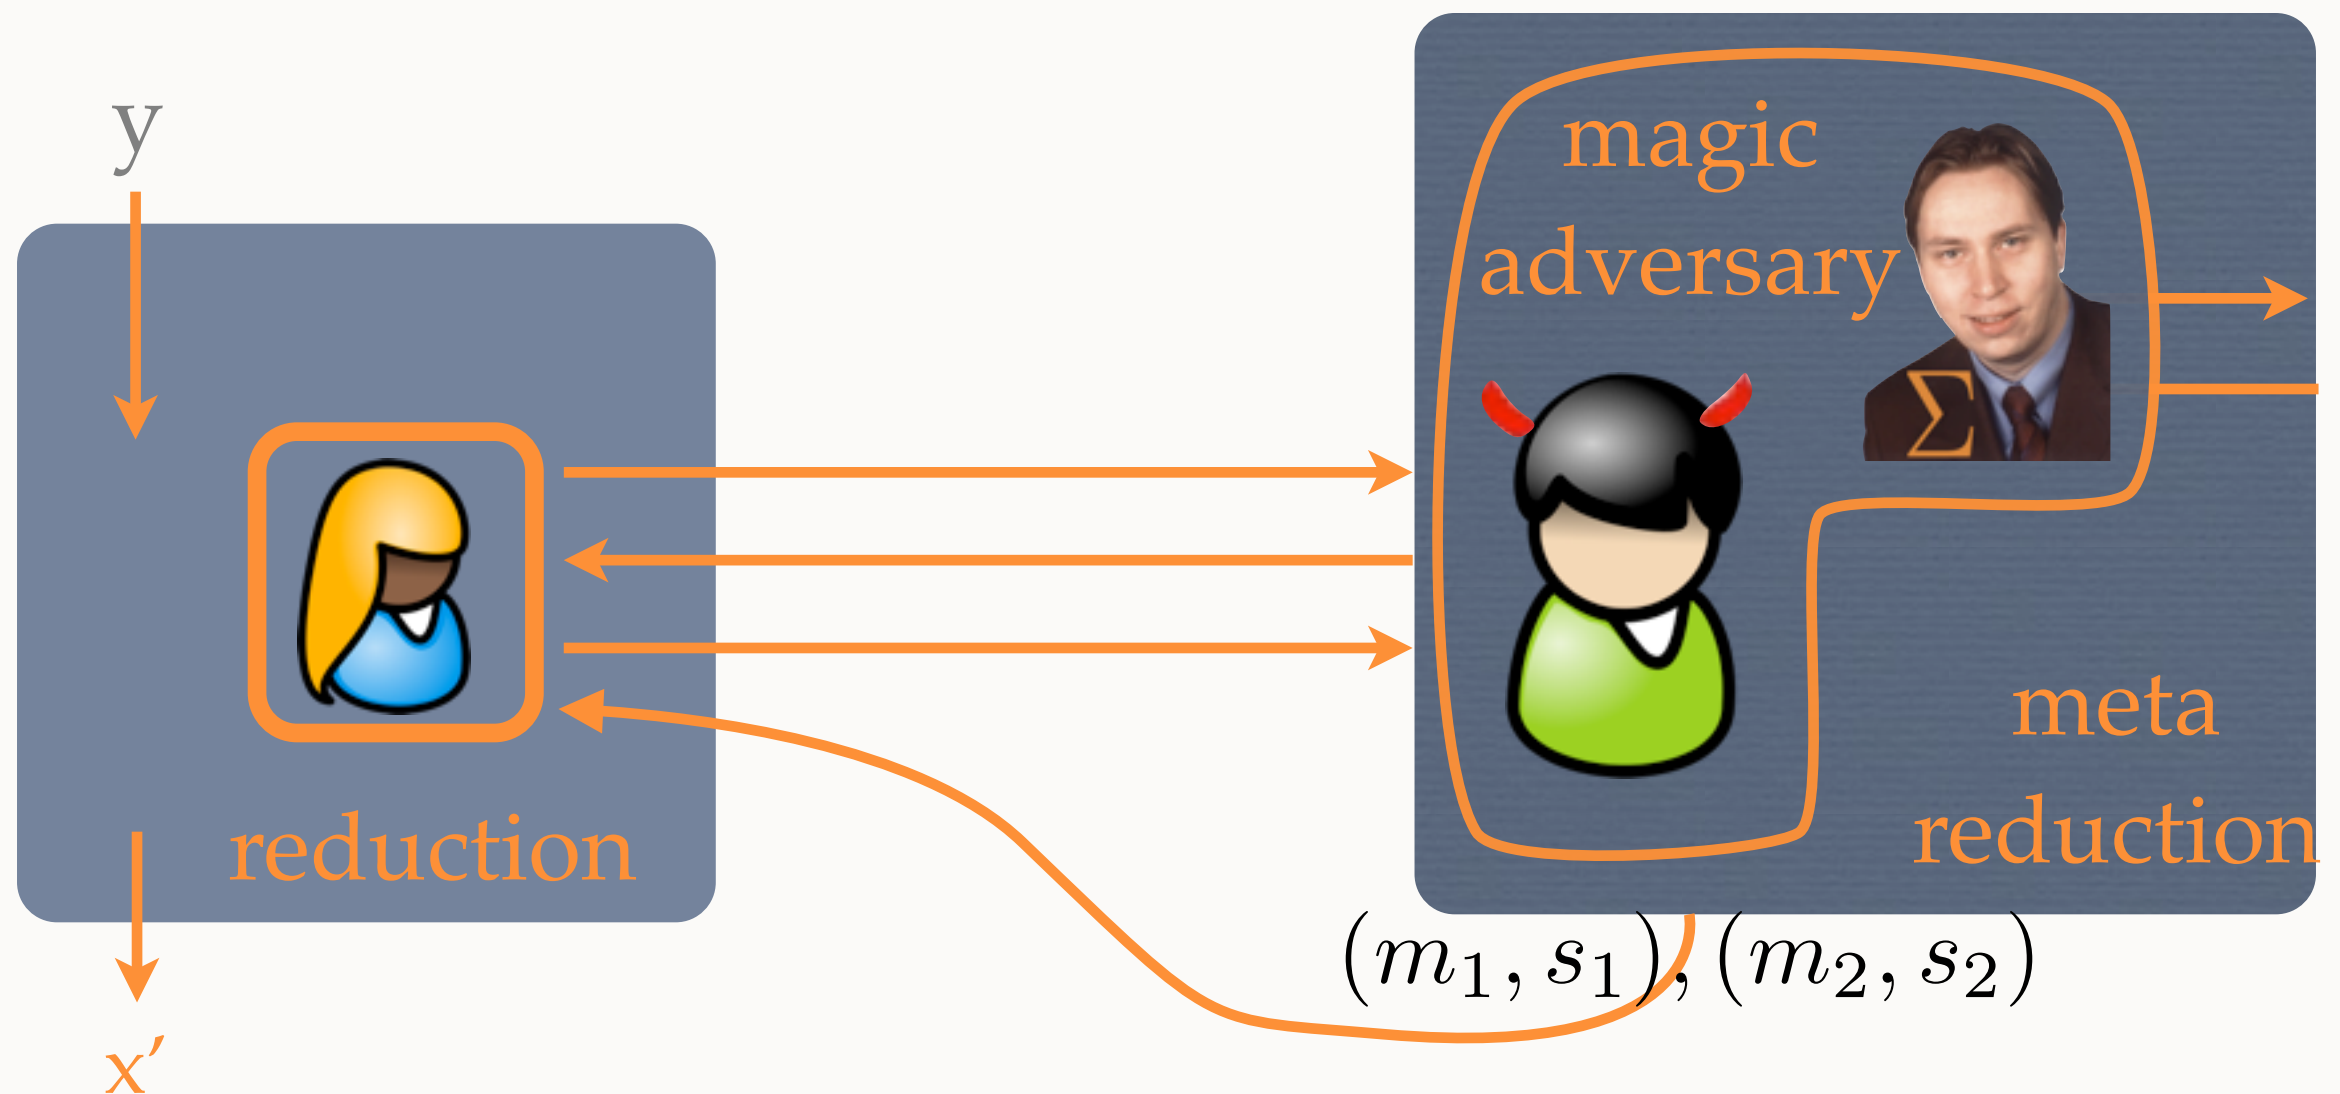 y
reduction
x′
magic
adversary
Σ
meta
reduction
(m₁, s₁), (m₂, s₂)